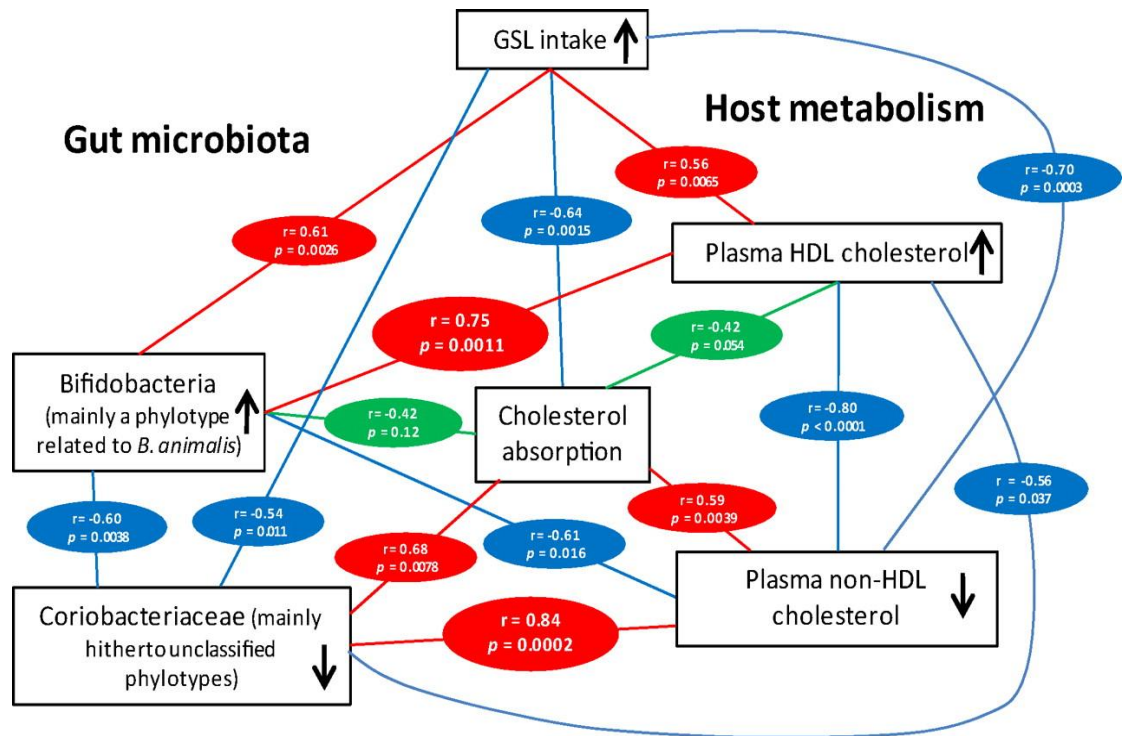 GSL intake
Gut microbiota
Host metabolism
r= 0.56
p = 0.0065
r= -0.70
p = 0.0003
r= -0.64
p = 0.0015
r= 0.61
p = 0.0026
Plasma HDL cholesterol
r = 0.75
p = 0.0011
r= -0.42
p = 0.054
Bifidobacteria
(mainly a phylotype
related to B. animalis)
r= -0.42
p = 0.12
Cholesterol
absorption
r= -0.80
p < 0.0001
r = -0.56
p = 0.037
r= 0.59
p = 0.0039
r= -0.60
p = 0.0038
r= -0.54
p = 0.011
r= -0.61
p = 0.016
r= 0.68
p = 0.0078
Plasma non-HDL
cholesterol
Coriobacteriaceae (mainly
hitherto unclassified
phylotypes)
r = 0.84
p = 0.0002